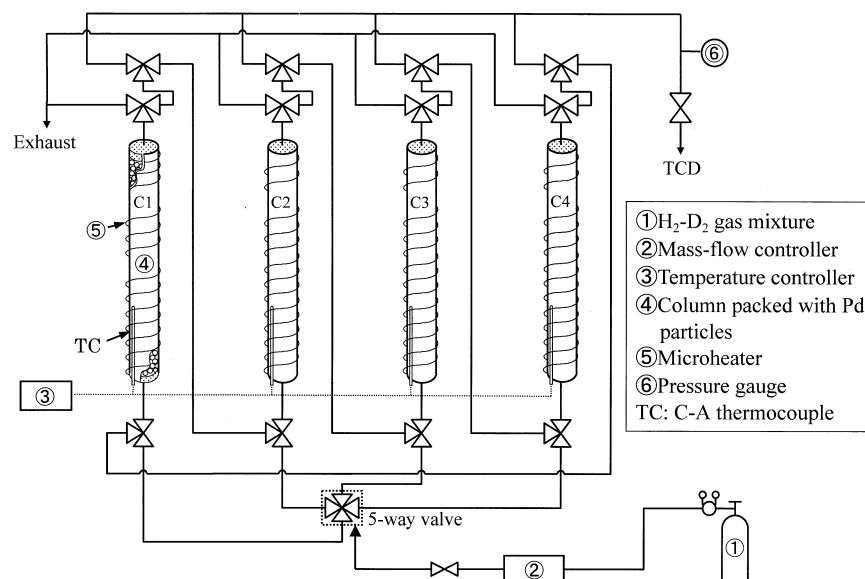 ⑥
Exhaust
TCD
C1
C2
C3
C4
⑤
④
TC
③
①H₂-D₂ gas mixture
②Mass-flow controller
③Temperature controller
④Column packed with Pd
particles
⑤Microheater
⑥Pressure gauge
TC: C-A thermocouple
5-way valve
②
①